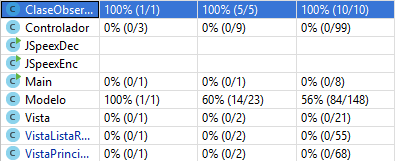 ClaseObser... 100% (1/1) 100% (5/5) 100% (10/10)
Controlador 0% (0/3) 0% (0/9) 0% (0/99)
JSpeexDec
JSpeexEnc
Main 0% (0/1) 0% (0/1) 0% (0/8)
Modelo 100% (1/1) 60% (14/23) 56% (84/148)
Vista 0% (0/1) 0% (0/2) 0% (0/21)
VistaListaR... 0% (0/1) 0% (0/2) 0% (0/55)
VistaPrinci... 0% (0/1) 0% (0/2) 0% (0/68)